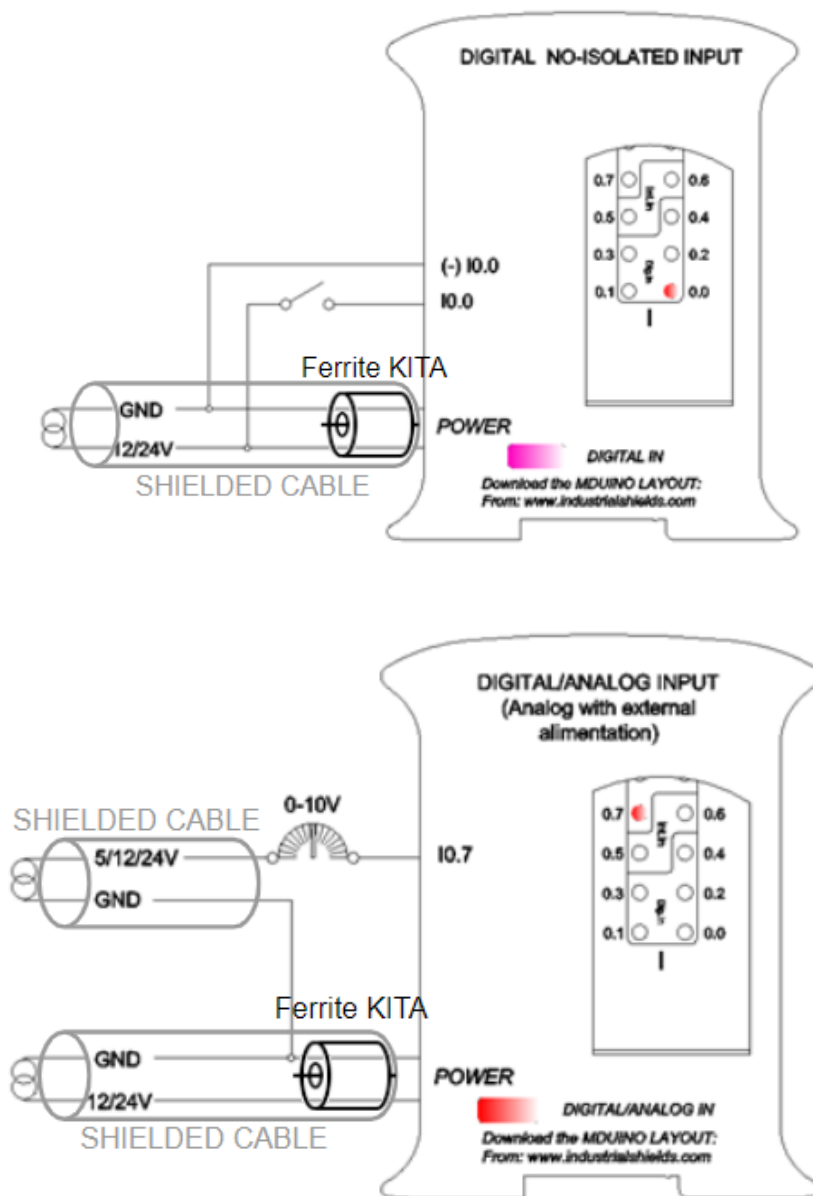 DIGITAL NO-ISOLATED INPUT
0.7
0.6
0.5
0.4
0.3
0.2
0.1
0.0
I
(-) I0.0
I0.0
Ferrite KITA
GND
12/24V
SHIELDED CABLE
POWER
DIGITAL IN
Download the MDUINO LAYOUT:
From: www.industrialshields.com
DIGITAL/ANALOG INPUT
(Analog with external
alimentation)
0.7
0.6
0.5
0.4
0.3
0.2
0.1
0.0
I
0-10V
SHIELDED CABLE
5/12/24V
I0.7
GND
Ferrite KITA
GND
12/24V
SHIELDED CABLE
POWER
DIGITAL/ANALOG IN
Download the MDUINO LAYOUT:
From: www.industrialshields.com